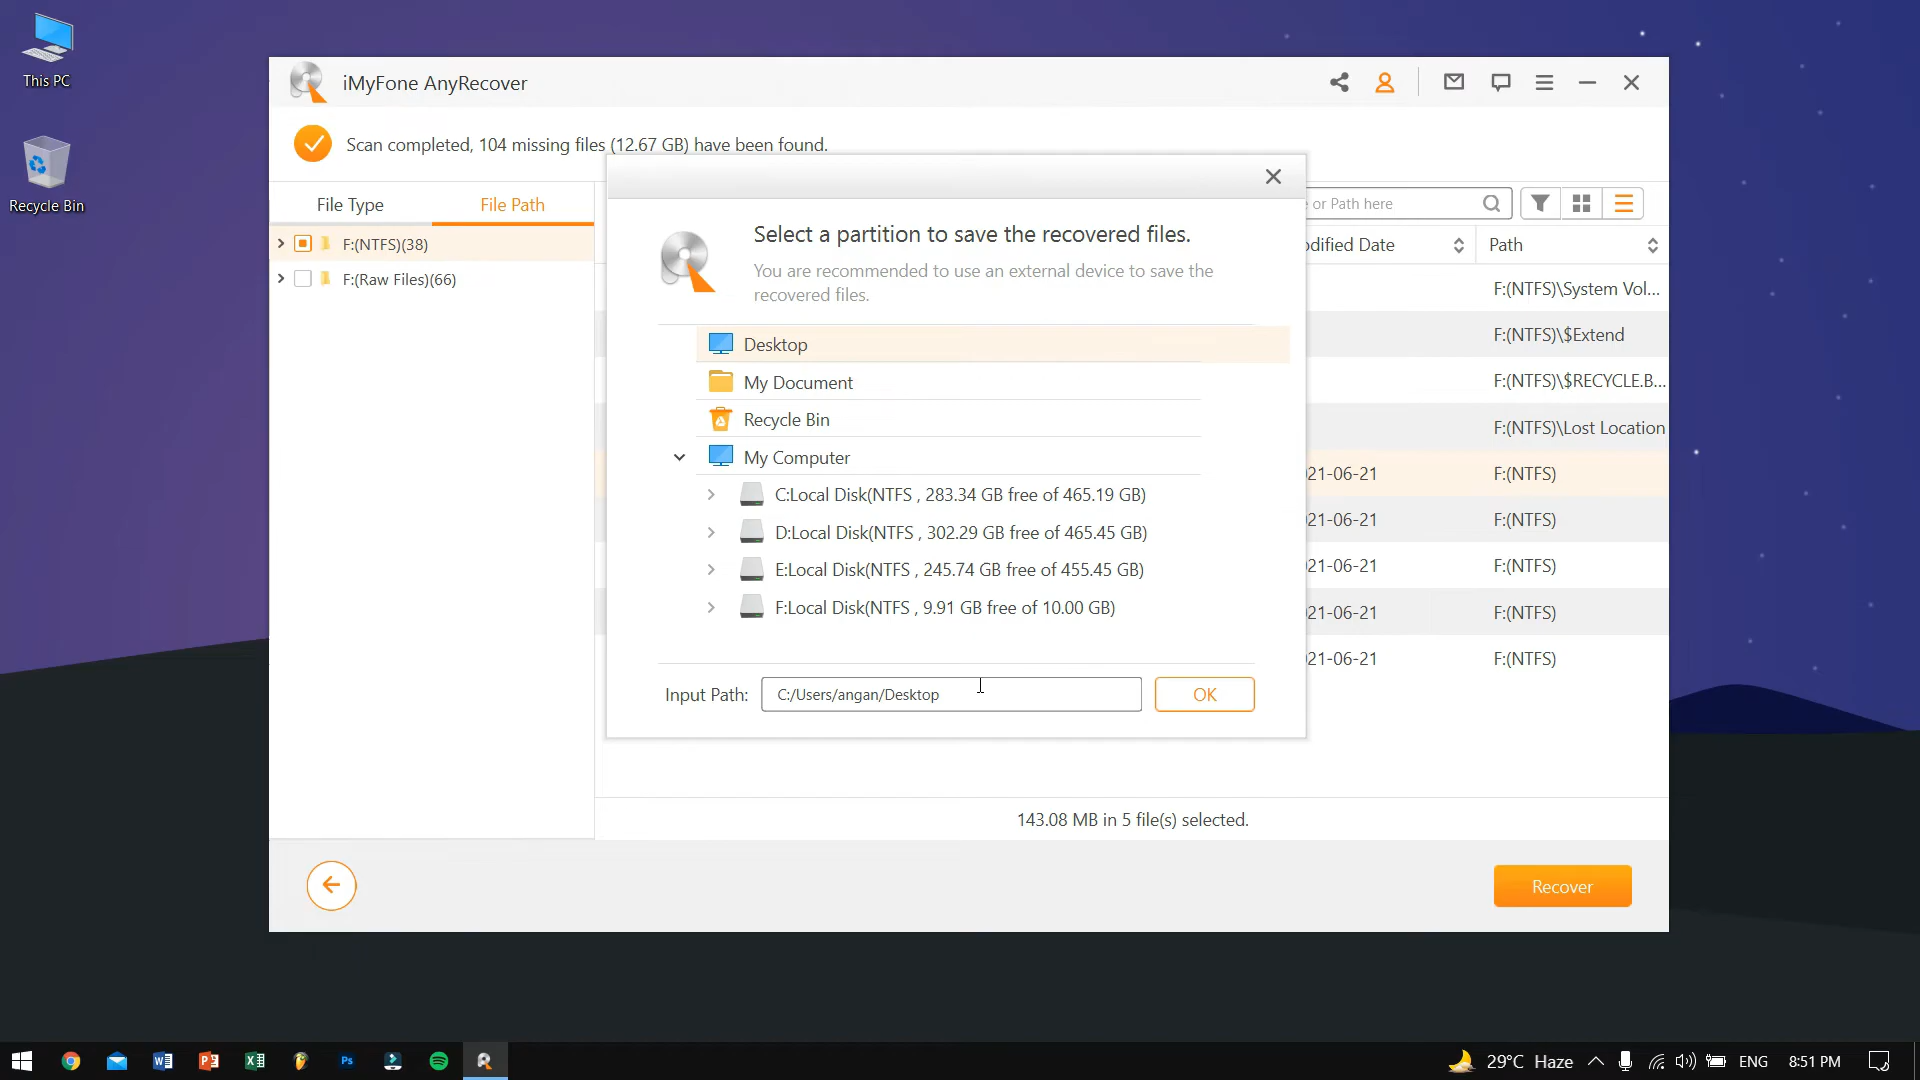 This PC
Recycle Bin
iMyFone AnyRecover
Scan completed, 104 missing files (12.67 GB) have been found.
File Type
File Path
F:(NTFS)(38)
F:(Raw Files)(66)
or Path here
Path
F:(NTFS)\System Vol...
F:(NTFS)\$Extend
F:(NTFS)\$RECYCLE.B...
F:(NTFS)\Lost Location
21-06-21 F:(NTFS)
21-06-21 F:(NTFS)
21-06-21 F:(NTFS)
21-06-21 F:(NTFS)
21-06-21 F:(NTFS)
Select a partition to save the recovered files.
You are recommended to use an external device to save the
recovered files.
Desktop
My Document
Recycle Bin
My Computer
C:Local Disk(NTFS , 283.34 GB free of 465.19 GB)
D:Local Disk(NTFS , 302.29 GB free of 465.45 GB)
E:Local Disk(NTFS , 245.74 GB free of 455.45 GB)
F:Local Disk(NTFS , 9.91 GB free of 10.00 GB)
Input Path: C:/Users/angan/Desktop OK
143.08 MB in 5 file(s) selected.
Recover
Ps
29°C Haze
ENG
8:51 PM